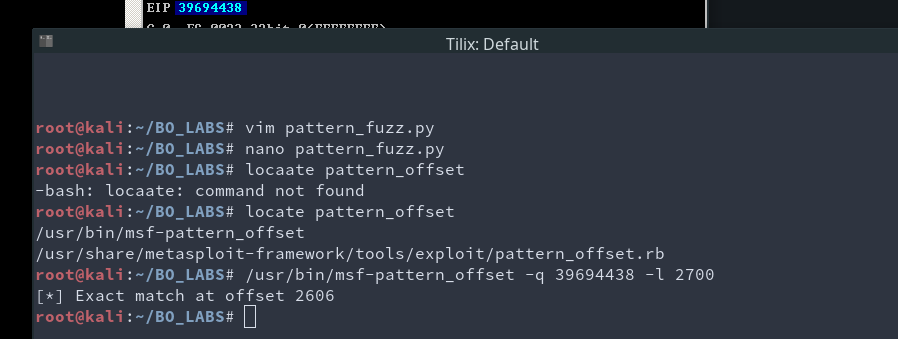 EIP 39694438
Tilix: Default
root@kali:~/BO_LABS# vim pattern_fuzz.py
root@kali:~/BO_LABS# nano pattern_fuzz.py
root@kali:~/BO_LABS# locaate pattern_offset
-bash: locaate: command not found
root@kali:~/BO_LABS# locate pattern_offset
/usr/bin/msf-pattern_offset
/usr/share/metasploit-framework/tools/exploit/pattern_offset.rb
root@kali:~/BO_LABS# /usr/bin/msf-pattern_offset -q 39694438 -l 2700
[*] Exact match at offset 2606
root@kali:~/BO_LABS#